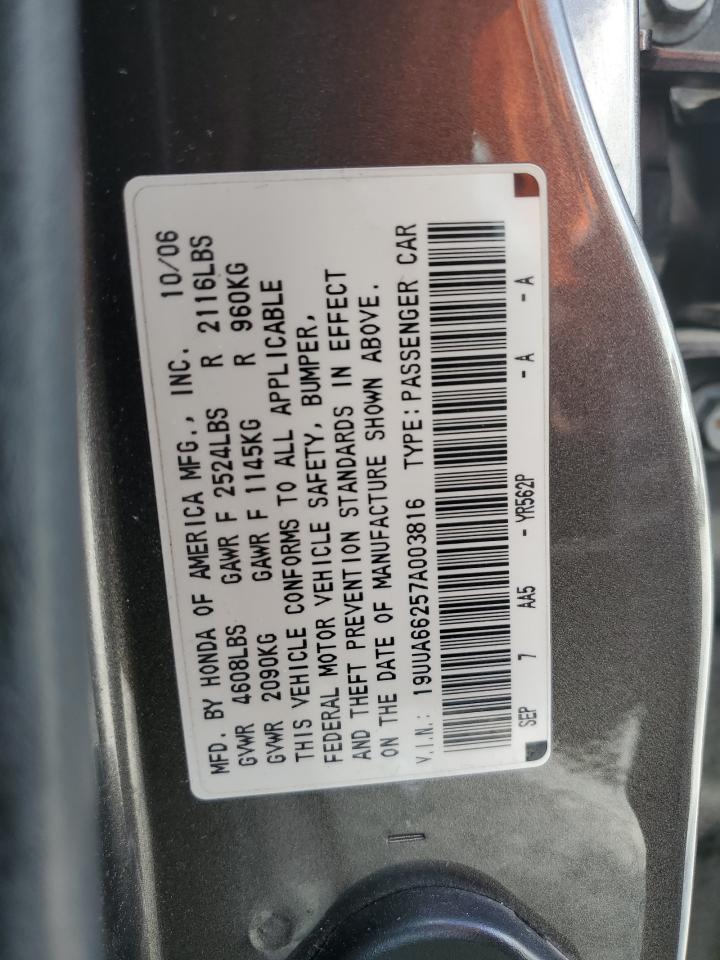 MFD. BY HONDA OF AMERICA MFG., INC. 10/06
GVWR 4608LBS GAWR F 2524LBS R 2116LBS
GVWR 2090KG GAWR F 1145KG R 960KG
THIS VEHICLE CONFORMS TO ALL APPLICABLE
FEDERAL MOTOR VEHICLE SAFETY, BUMPER,
AND THEFT PREVENTION STANDARDS IN EFFECT
ON THE DATE OF MANUFACTURE SHOWN ABOVE.
V.I.N.: 19UUA66257A003816 TYPE: PASSENGER CAR
SEP 7 AA5 - YR562P - A - A